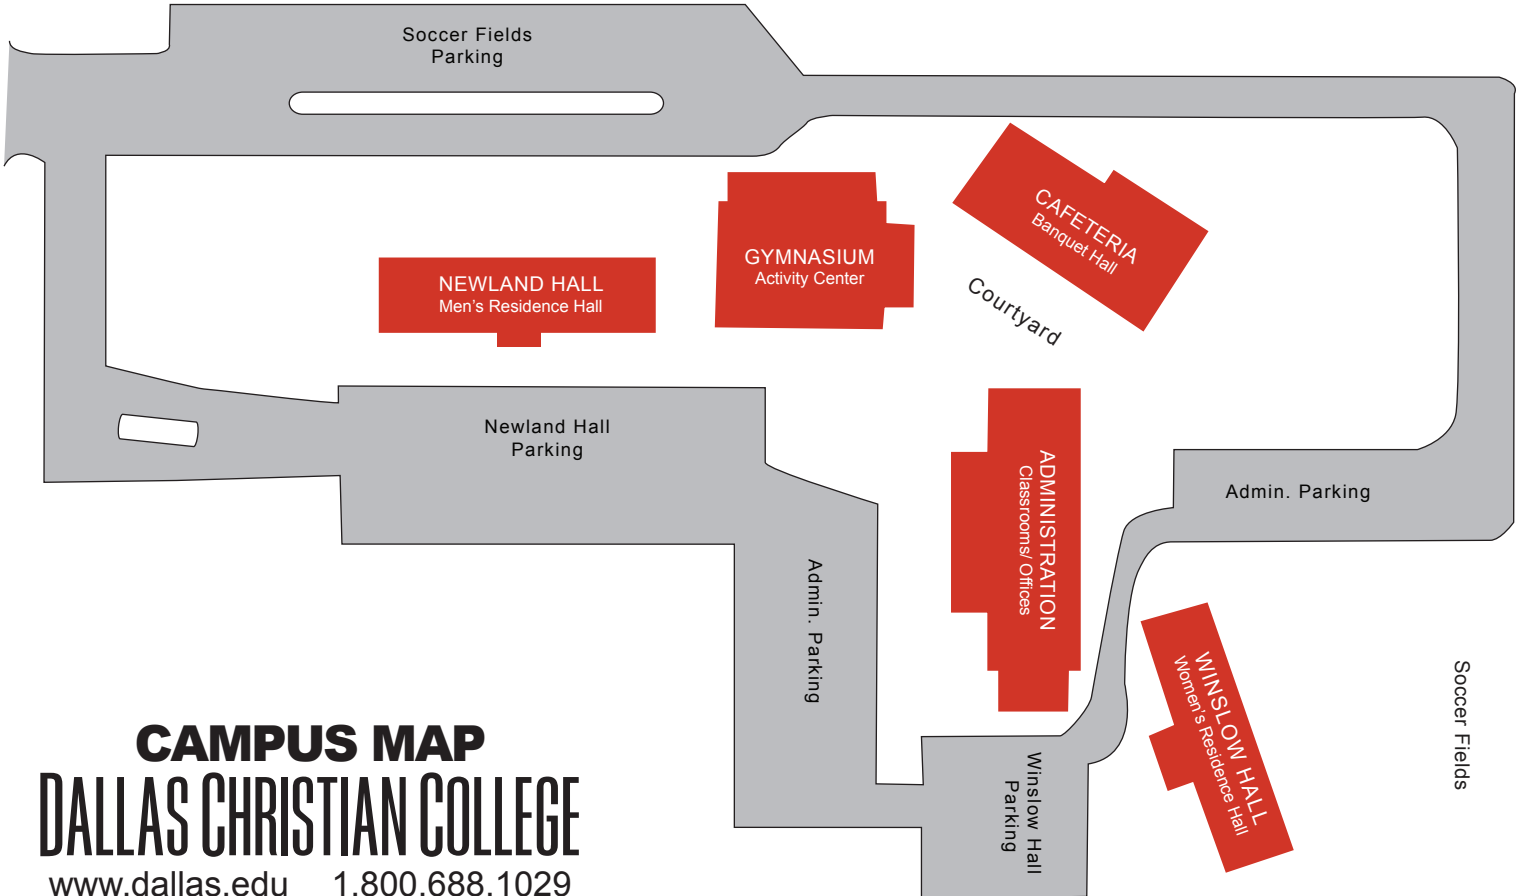 Soccer Fields
Parking
CAFETERIA
Banquet Hall
GYMNASIUM
Activity Center
NEWLAND HALL
Men's Residence Hall
Courtyard
Newland Hall
Parking
ADMINISTRATION
Classrooms/ Offices
Admin. Parking
Admin. Parking
WINSLOW HALL
Women's Residence Hall
Soccer Fields
Winslow Hall
Parking
CAMPUS MAP
DALLAS CHRISTIAN COLLEGE
www.dallas.edu 1.800.688.1029